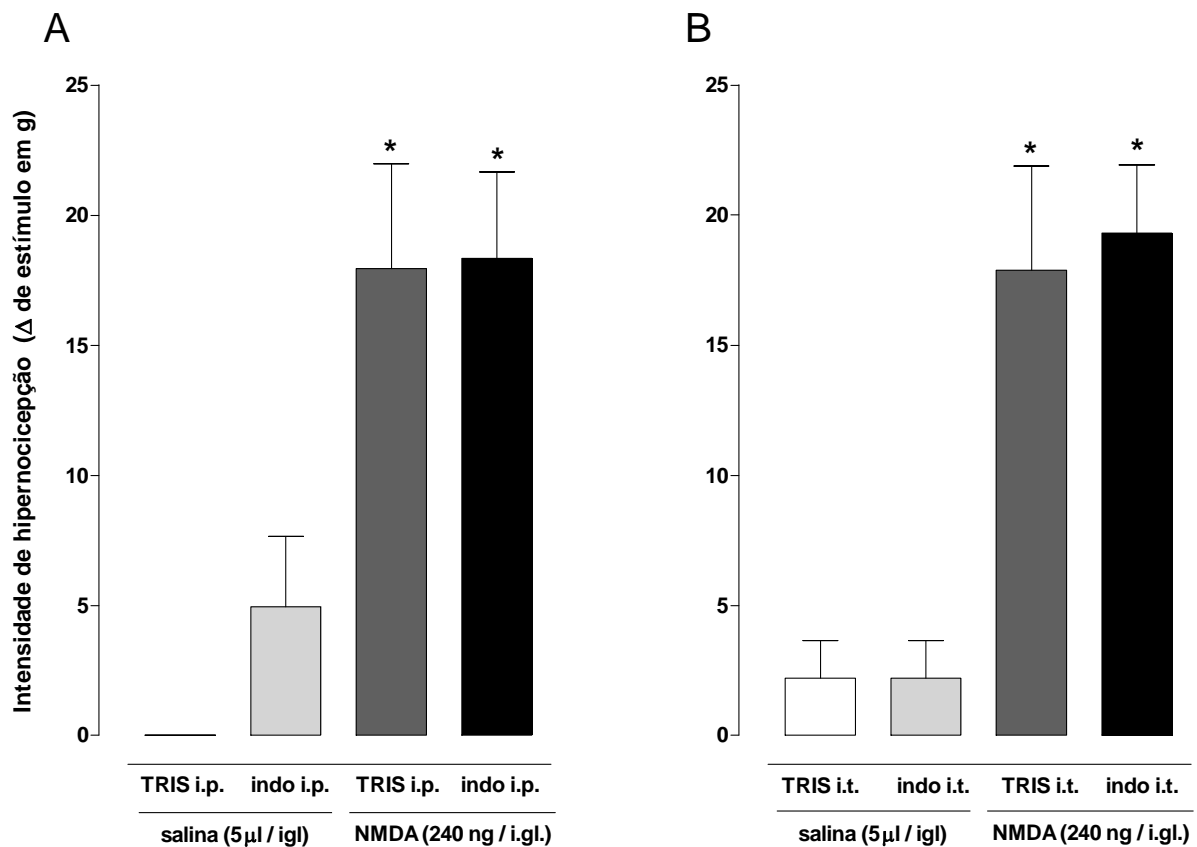 A
B
Intensidade de hipernocicepção (Δ de estímulo em g)
25
20
15
10
5
0
* *
TRIS i.p. indo i.p. TRIS i.p. indo i.p.
salina (5μl / igl) NMDA (240 ng / i.gl.)
25
20
15
10
5
0
* *
TRIS i.t. indo i.t. TRIS i.t. indo i.t.
salina (5μl / igl) NMDA (240 ng / i.gl.)